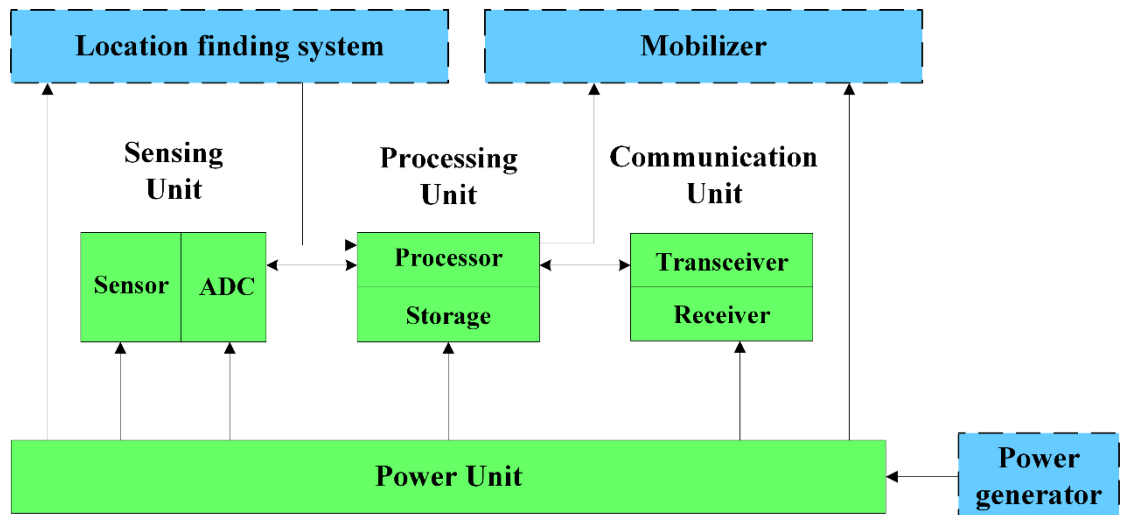 Location finding system
Mobilizer
Sensing
Unit
Processing
Unit
Communication
Unit
Sensor
ADC
Processor
Storage
Transceiver
Receiver
Power Unit
Power
generator